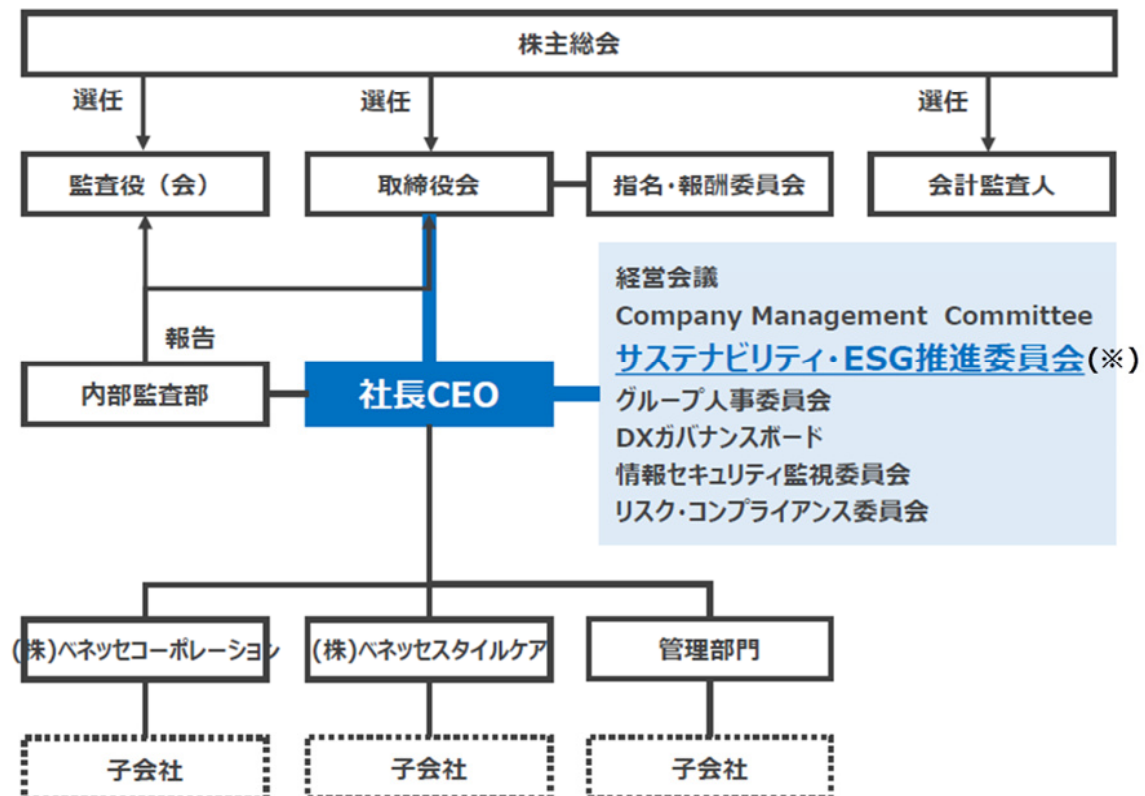 株主総会
選任
選任
選任
監査役（会）
取締役会
指名・報酬委員会
会計監査人
経営会議
Company Management Committee
サステナビリティ・ESG推進委員会(※)
グループ人事委員会
DXガバナンスボード
情報セキュリティ監視委員会
リスク・コンプライアンス委員会
報告
内部監査部
社長CEO
(株)ベネッセコーポレーション
(株)ベネッセスタイルケア
管理部門
子会社
子会社
子会社